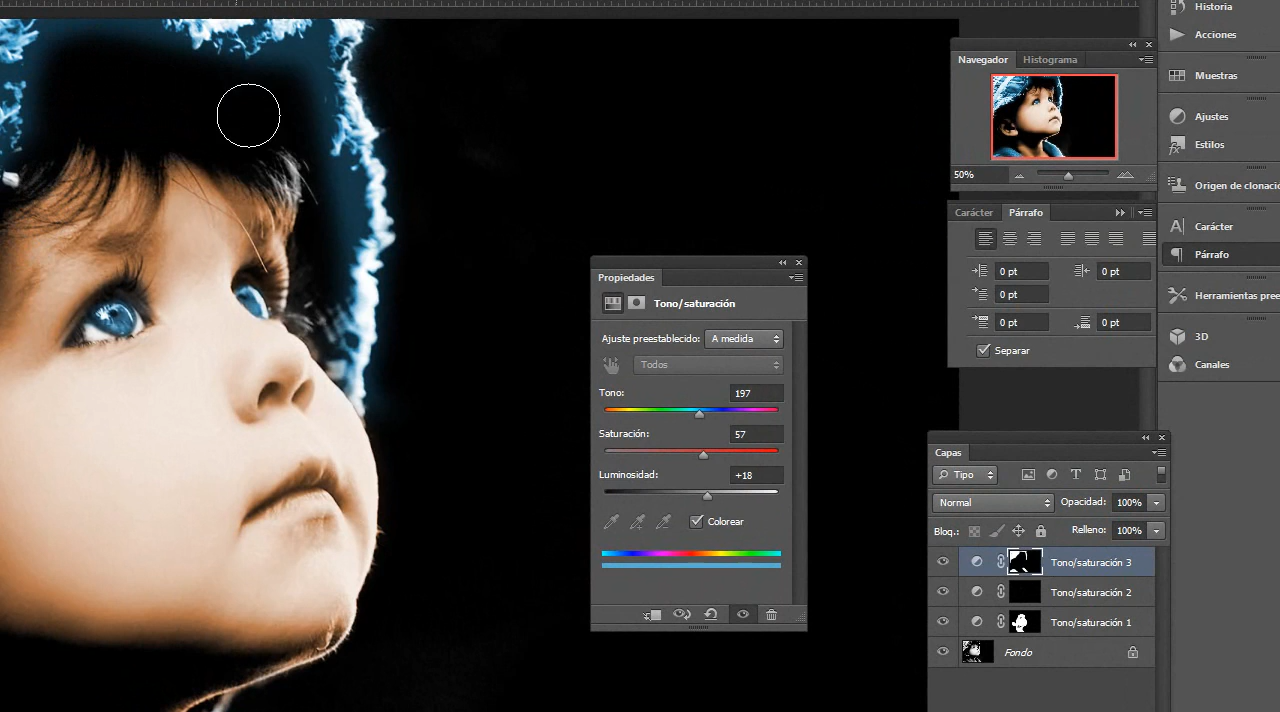 Historia
Acciones
Navegador Histograma
Muestras
Ajustes
Estilos
50%
Origen de clonació
Carácter Párrafo
Carácter
Párrafo
0 pt 0 pt
0 pt
0 pt 0 pt
Separar
Herramientas pree
3D
Canales
Propiedades
Tono/saturación
Ajuste preestablecido: A medida
Todos
Tono: 197
Saturación: 57
Luminosidad: +18
Colorear
Capas
Tipo
Normal Opacidad: 100%
Bloq.: Relleno: 100%
Tono/saturación 3
Tono/saturación 2
Tono/saturación 1
Fondo